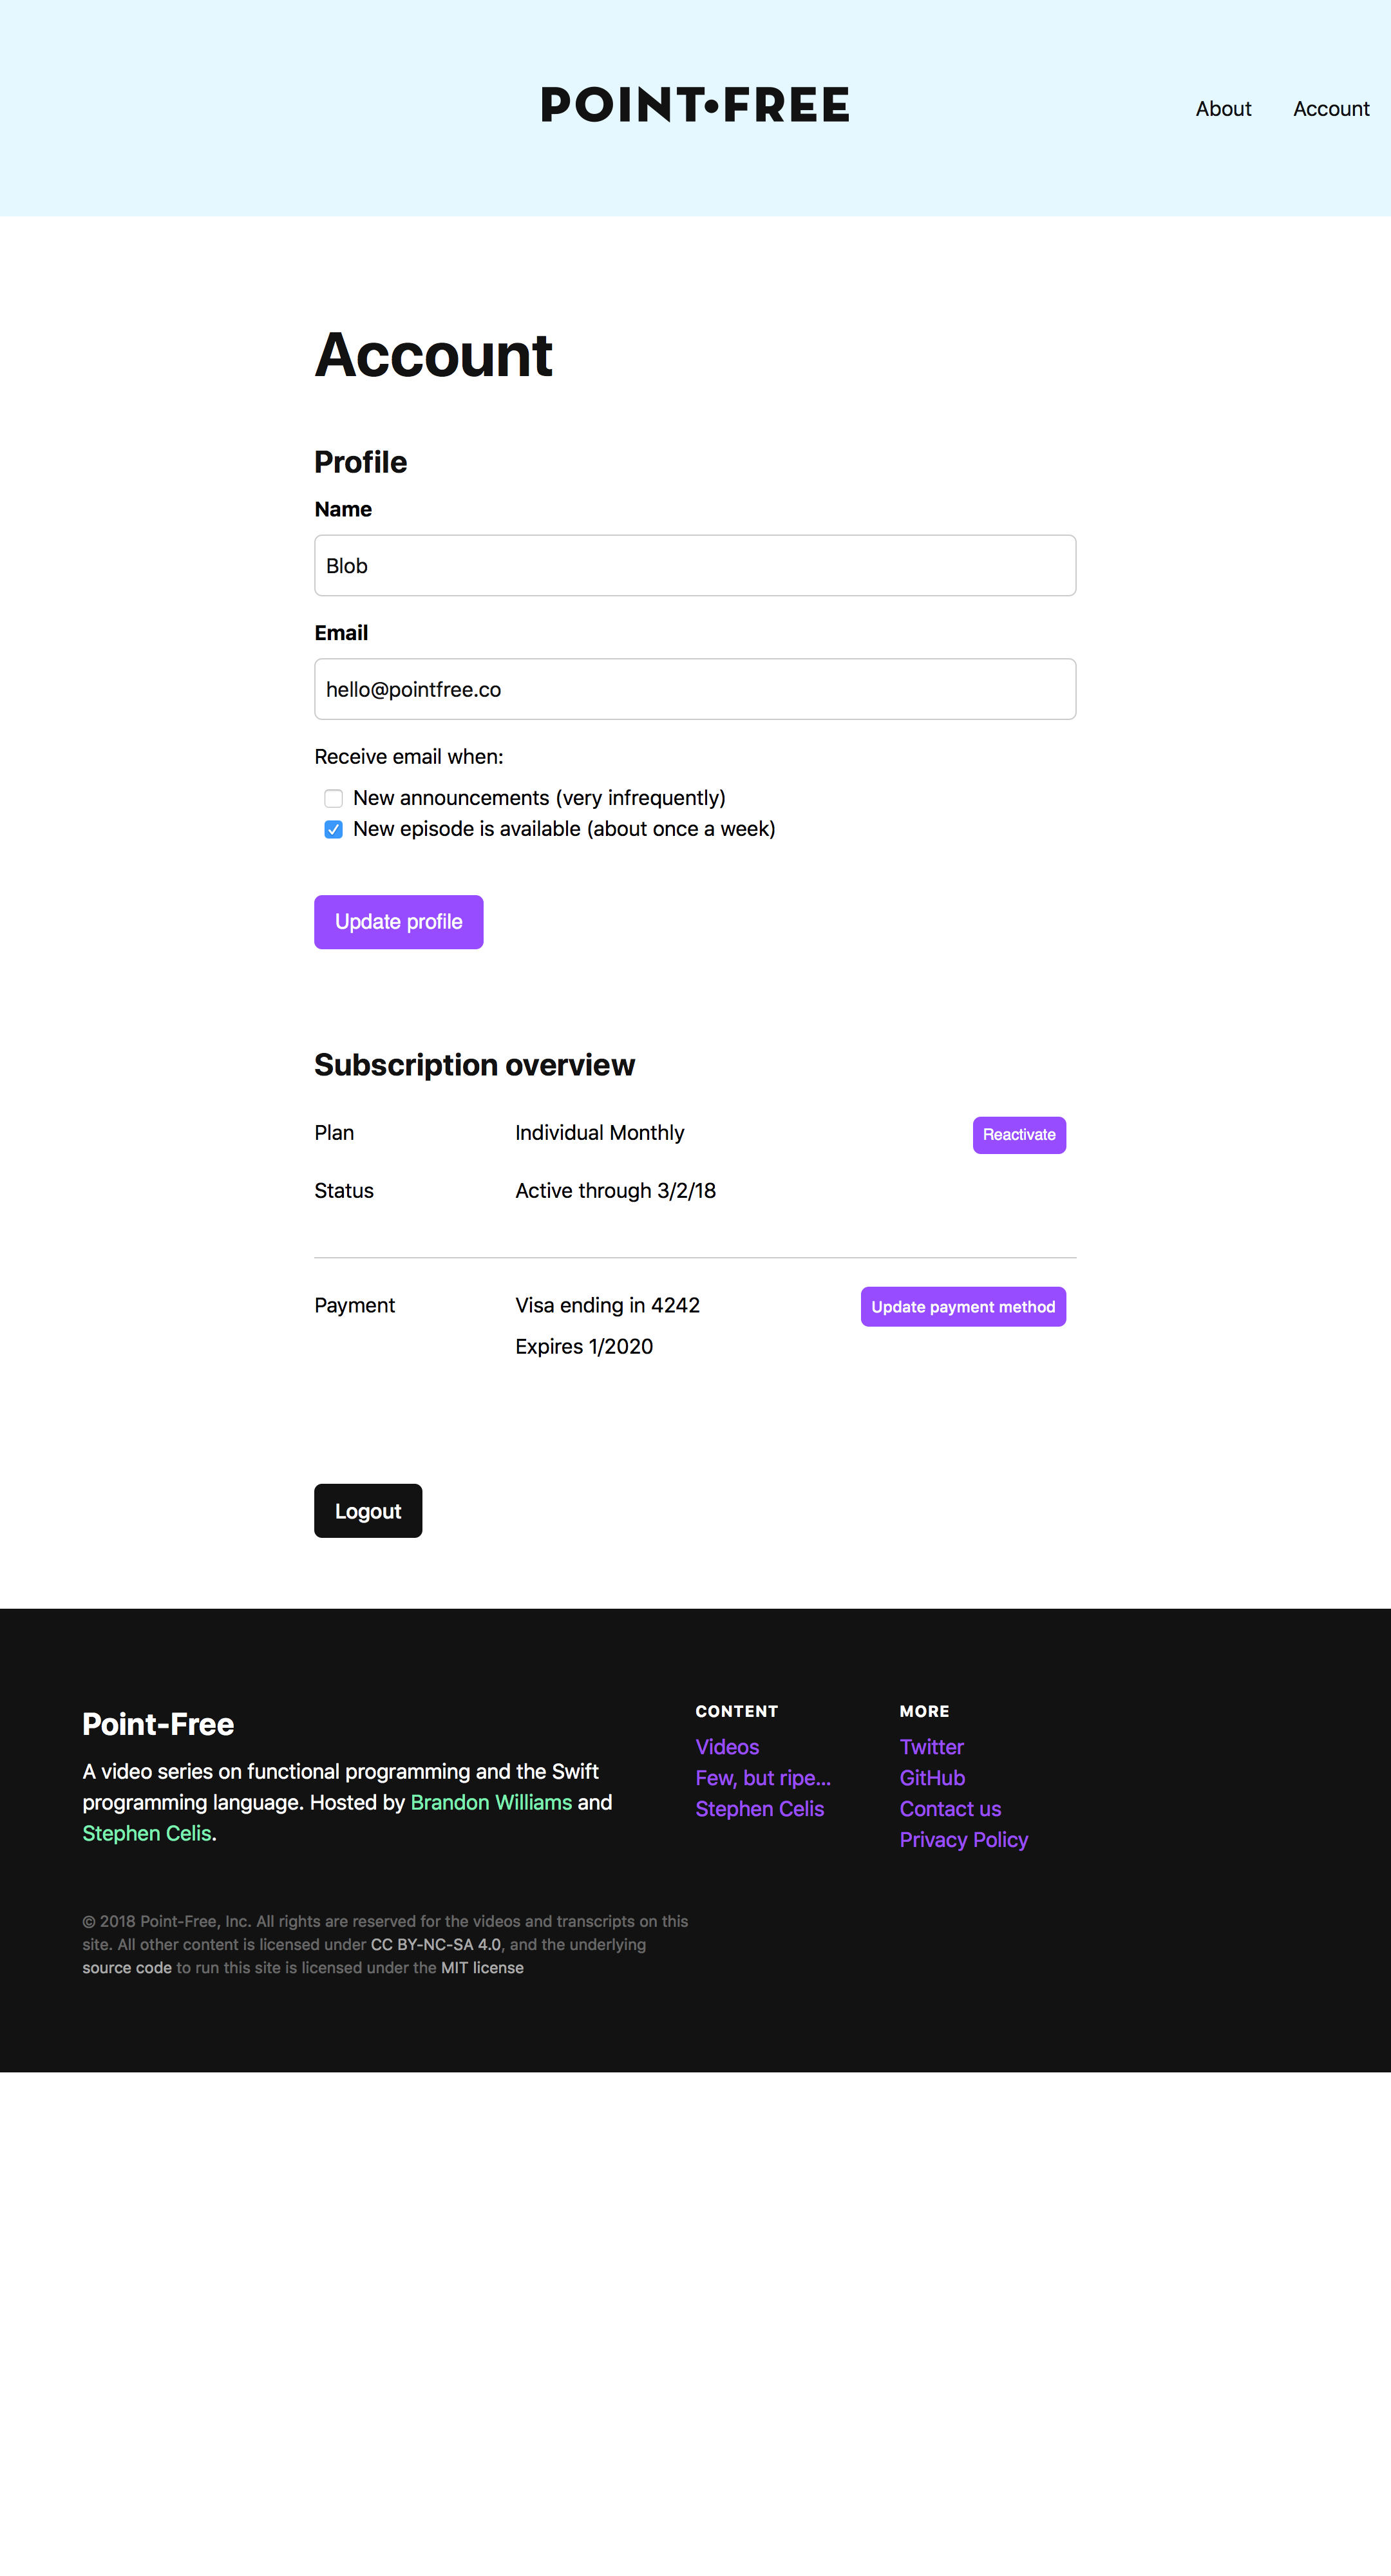 POINT•FREE
About
Account
Account
Profile
Name
Blob
Email
hello@pointfree.co
Receive email when:
New announcements (very infrequently)
New episode is available (about once a week)
Update profile
Subscription overview
Plan
Individual Monthly
Reactivate
Status
Active through 3/2/18
Payment
Visa ending in 4242
Update payment method
Expires 1/2020
Logout
Point-Free
A video series on functional programming and the Swift
programming language. Hosted by Brandon Williams and
Stephen Celis.
CONTENT
Videos
Few, but ripe...
Stephen Celis
MORE
Twitter
GitHub
Contact us
Privacy Policy
© 2018 Point-Free, Inc. All rights are reserved for the videos and transcripts on this
site. All other content is licensed under CC BY-NC-SA 4.0, and the underlying
source code to run this site is licensed under the MIT license